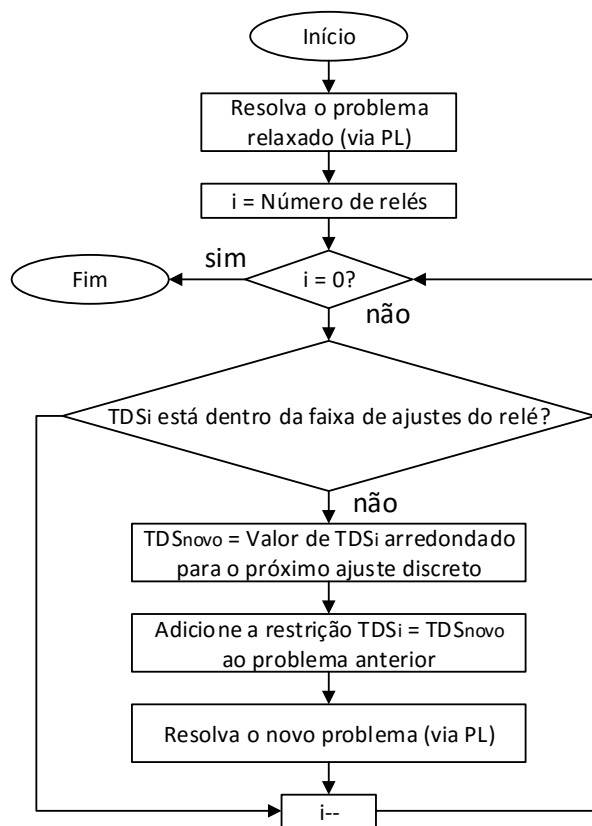 Início
Resolva o problema
relaxado (via PL)
i = Número de relés
sim
i = 0?
Fim
não
TDSi está dentro da faixa de ajustes do relé?
não
TDSnovo = Valor de TDSi arredondado
para o próximo ajuste discreto
Adicione a restrição TDSi = TDSnovo
ao problema anterior
Resolva o novo problema (via PL)
i--